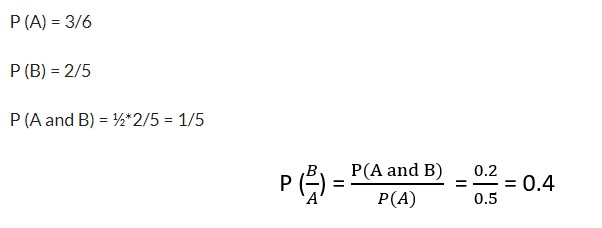 P (A) = 3/6
P (B) = 2/5
P (A and B) = ½*2/5 = 1/5
P (B/A) = P(A and B)/P(A) = 0.2/0.5 = 0.4